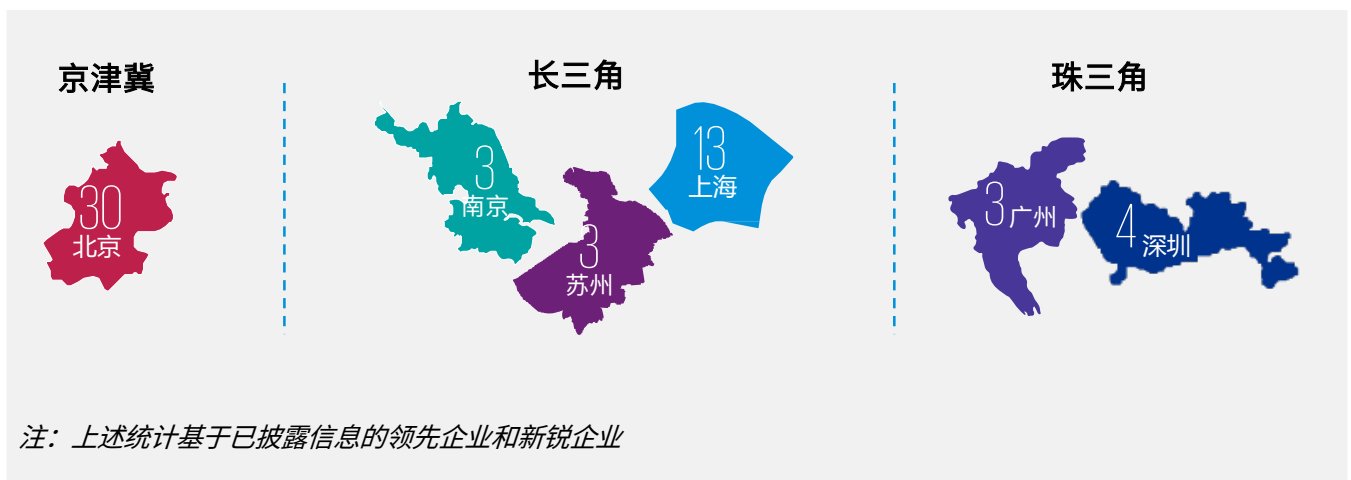 京津冀
30
北京
长三角
3
南京
3
苏州
13
上海
珠三角
3 广州
4 深圳
注：上述统计基于已披露信息的领先企业和新锐企业